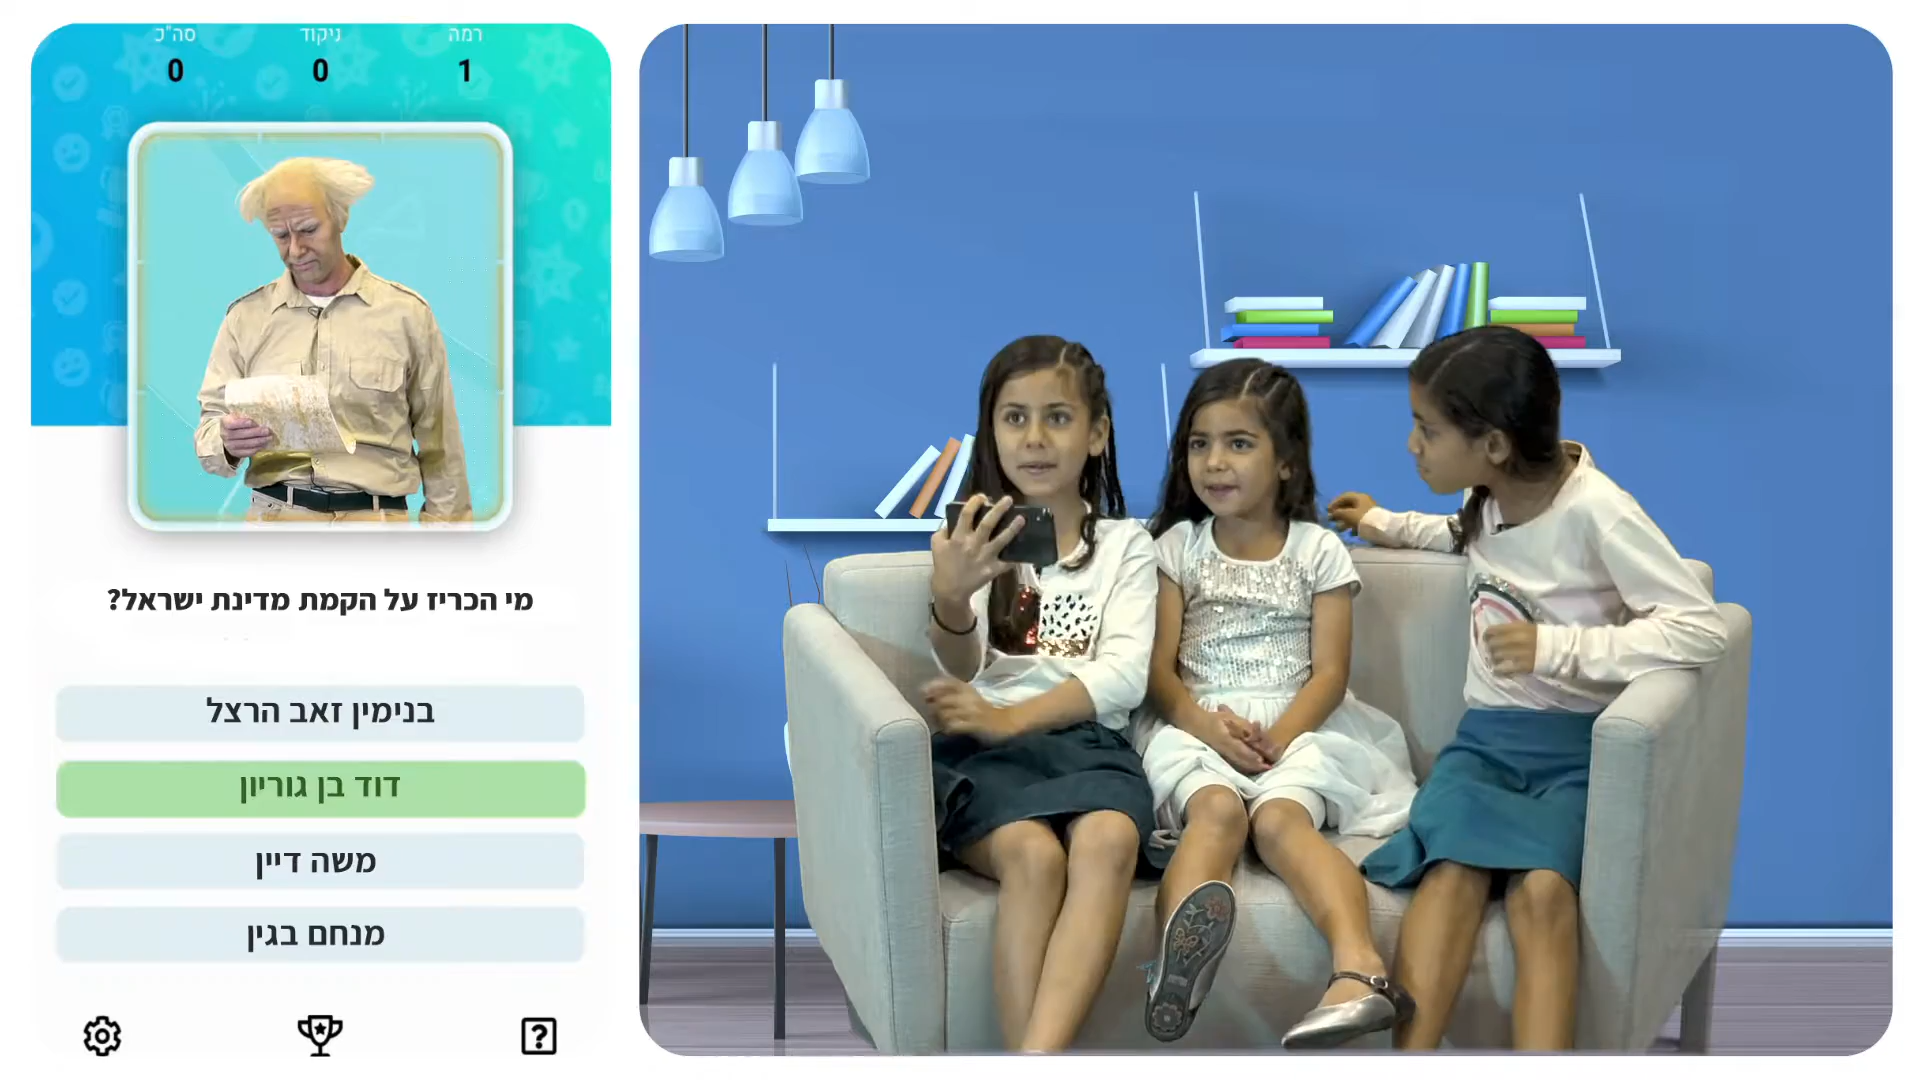 רמה ניקוד סה"כ
1 0 0
מי הכריז על הקמת מדינת ישראל?
בנימין זאב הרצל
דוד בן גוריון
משה דיין
מנחם בגין